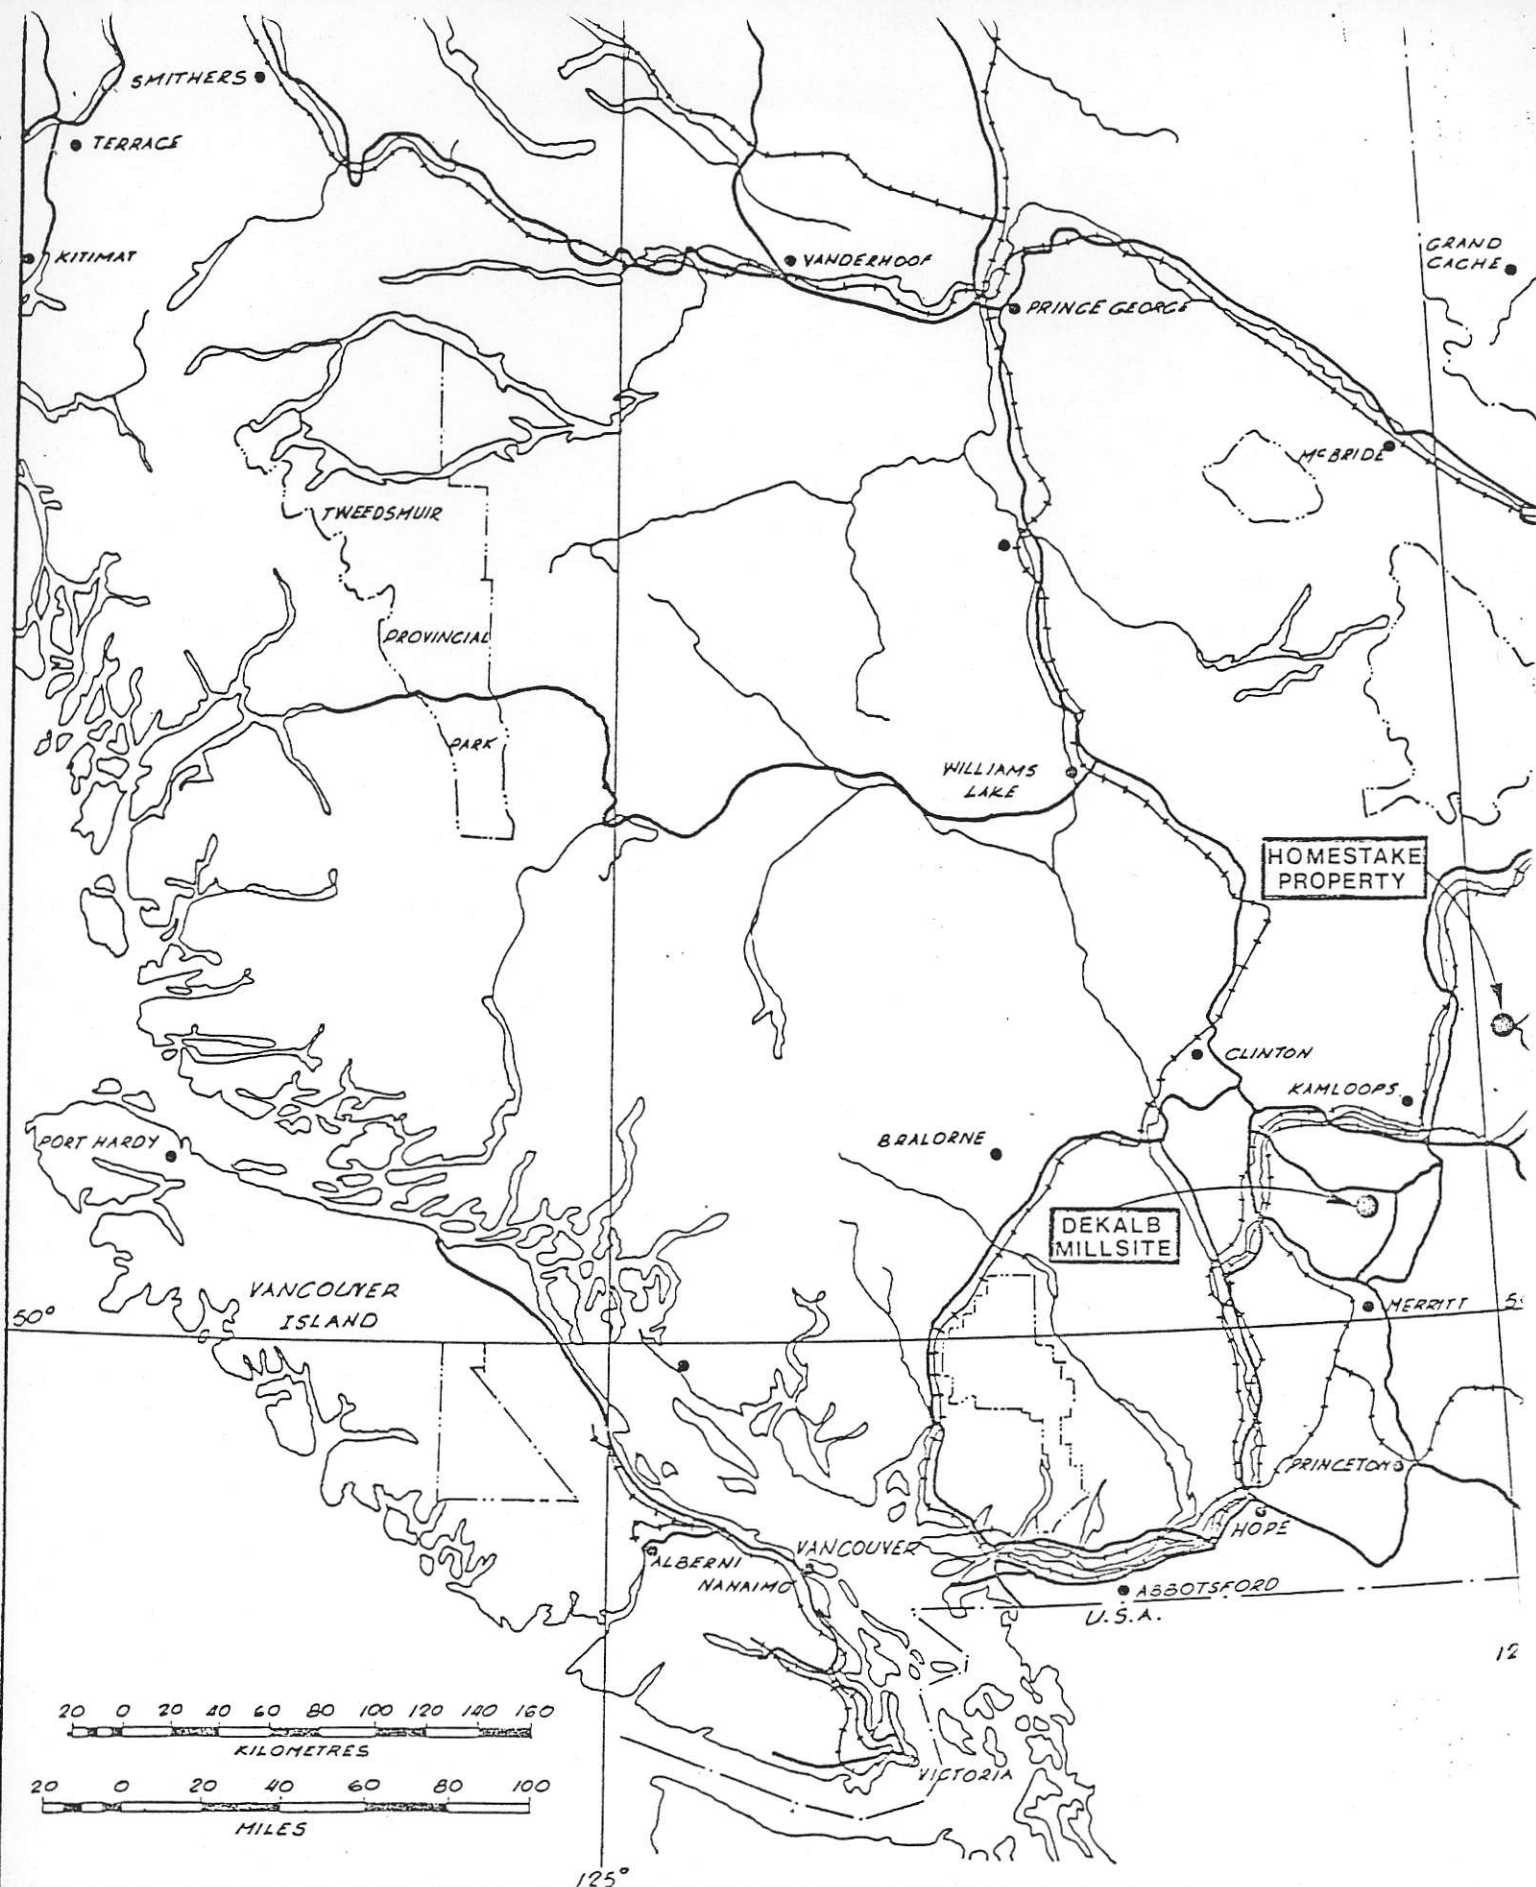 SMITHERS
TERRACE
KITIMAT
VANDERHOOF
GRAND
CACHE
PRINCE GEORGE
McBRIDE
TWEEDSMUIR
PROVINCIAL
PARK
WILLIAMS
LAKE
HOMESTAKE
PROPERTY
CLINTON
KAMLOOPS
PORT HARDY
BRALORNE
DEKALB
MILLSITE
VANCOUVER
ISLAND
50°
MERRITT
PRINCETON
HOPE
VANCOUVER
ALBERNI
NANAIMO
ABBOTSFORD
U.S.A.
12
20 0 20 40 60 80 100 120 140 160
KILOMETRES
VICTORIA
20 0 20 40 60 80 100
MILES
125°